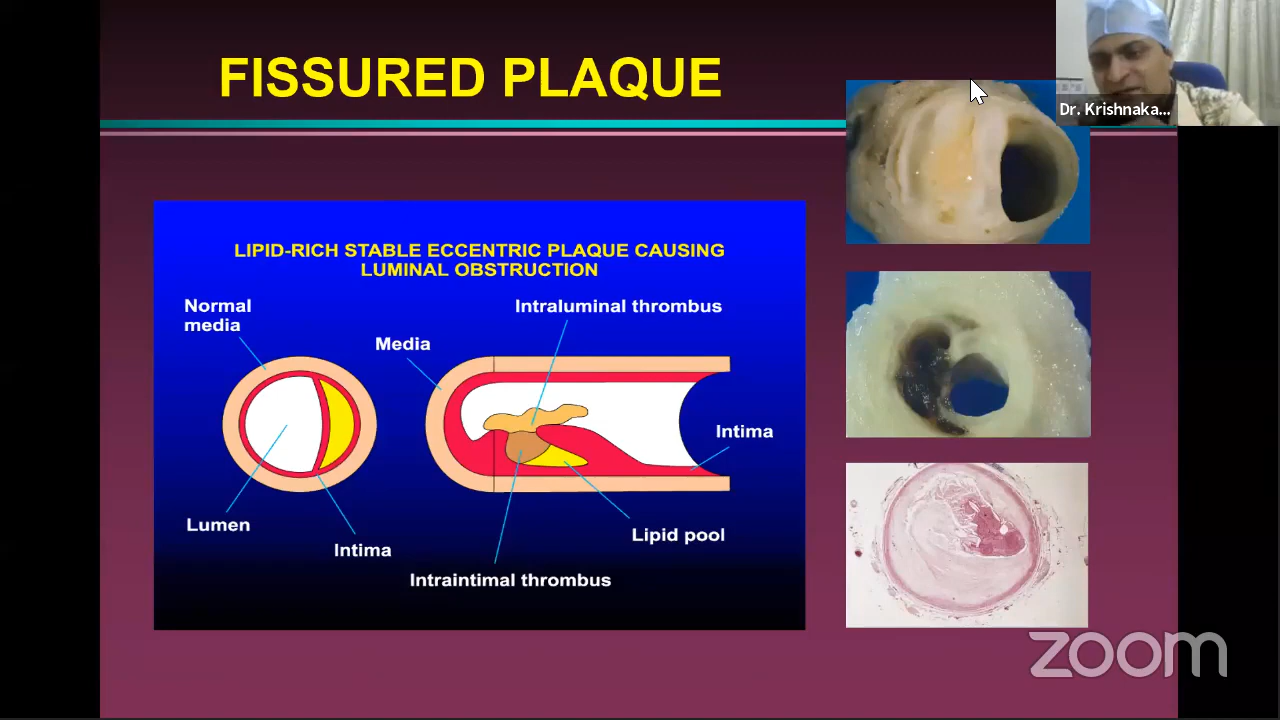 FISSURED PLAQUE
Dr. Krishnaka...
LIPID-RICH STABLE ECCENTRIC PLAQUE CAUSING
LUMINAL OBSTRUCTION
Normal
media
Media
Intraluminal thrombus
Intima
Lumen
Intima
Lipid pool
Intraintimal thrombus
zoom